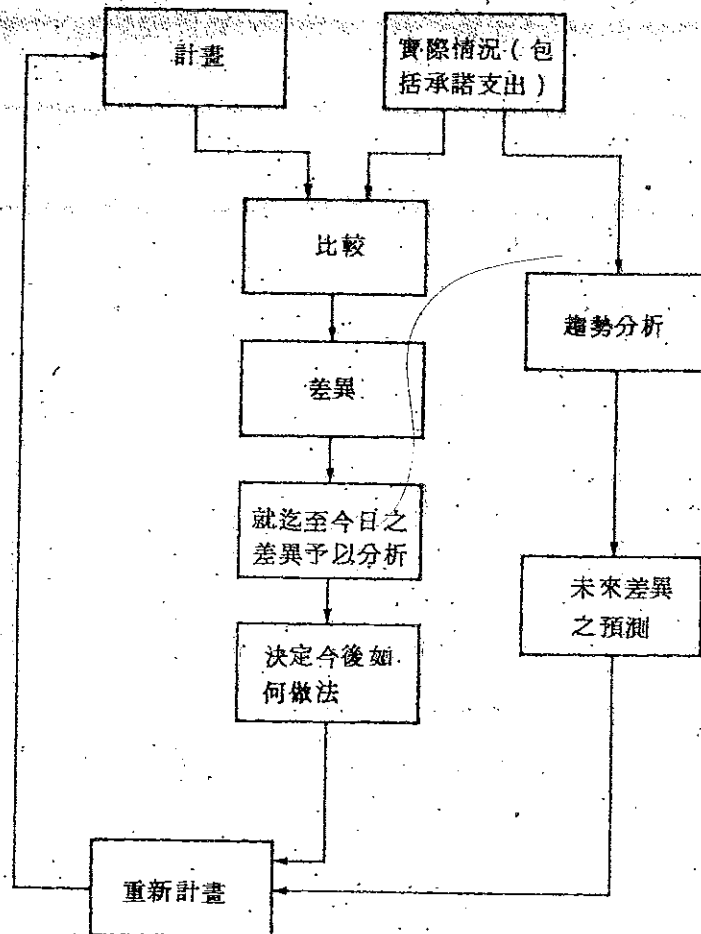 計畫
實際情況（包
括承諾支出）
比較
趨勢分析
差異
就迄至今日之
差異予以分析
未來差異
之預測
決定今後如
何做法
重新計畫